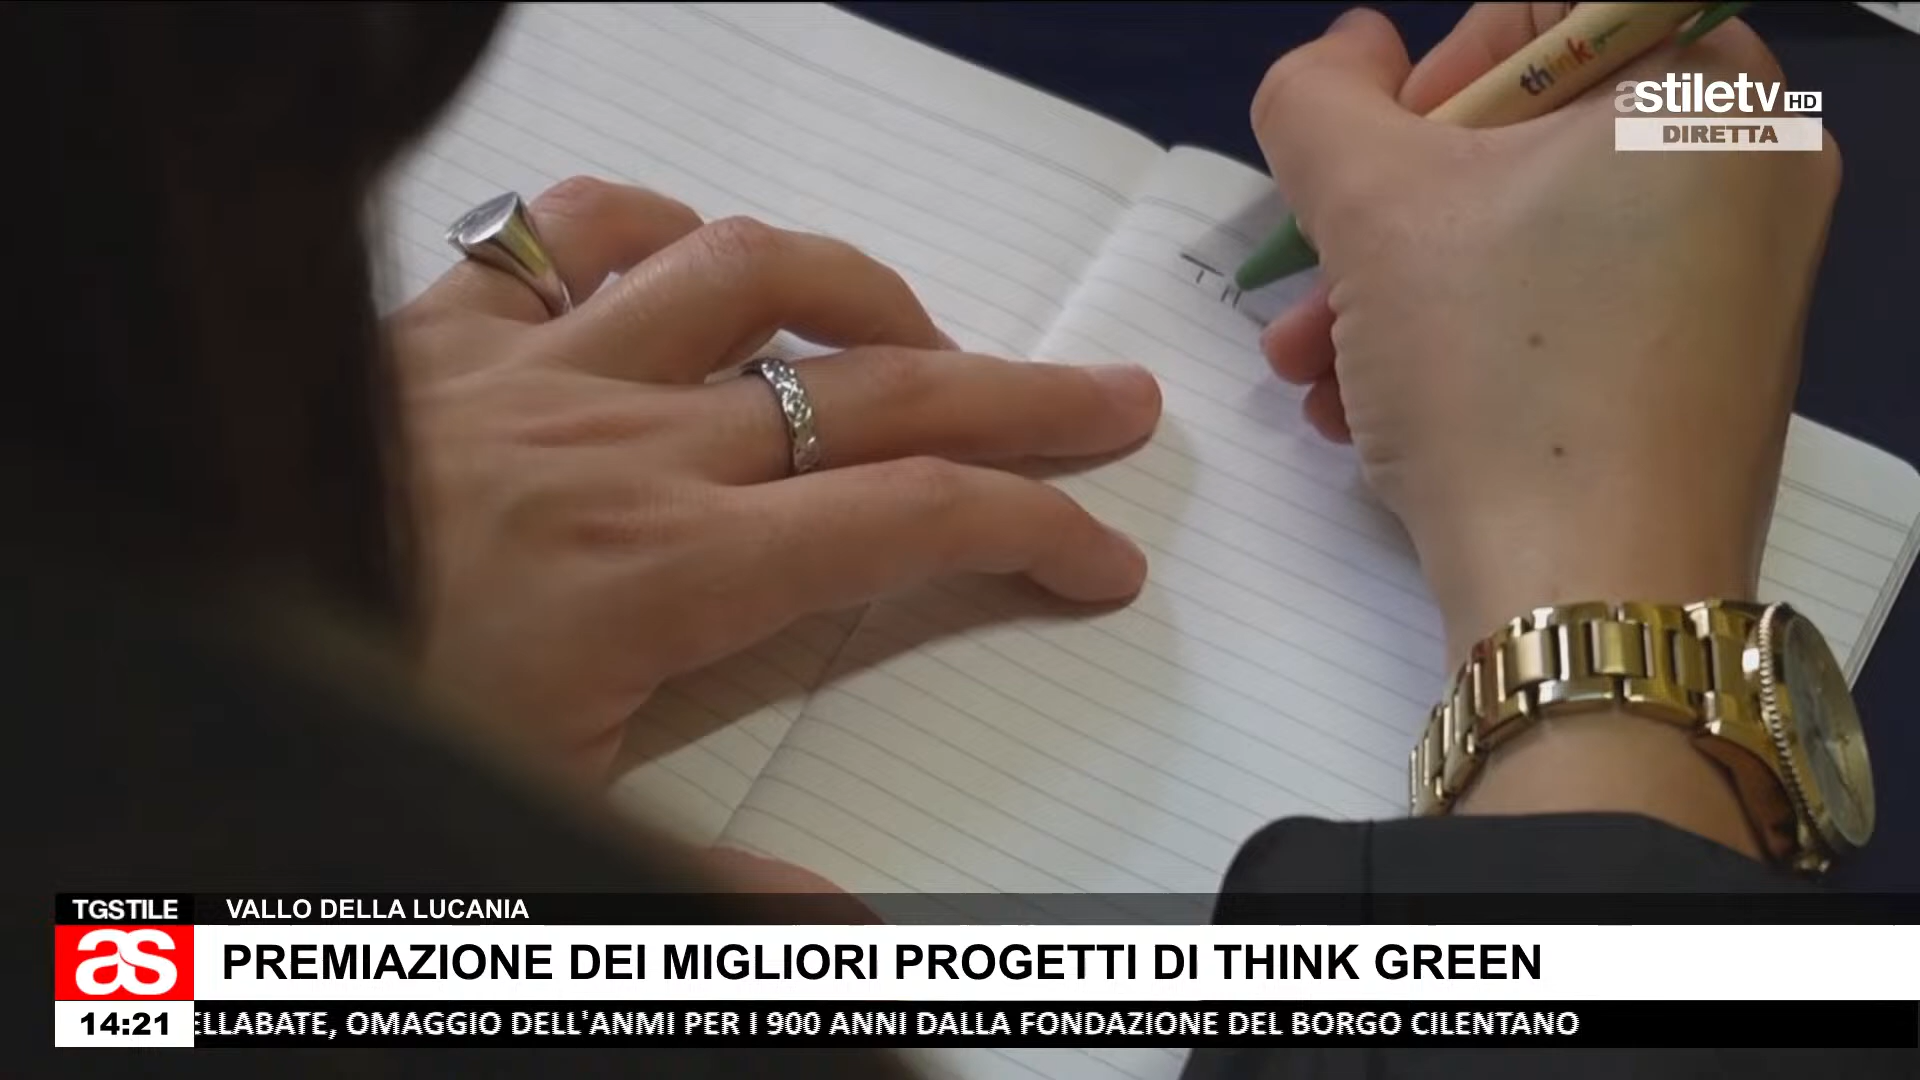 think
astiletv HD
DIRETTA
TH
TGSTILE
VALLO DELLA LUCANIA
as
PREMIAZIONE DEI MIGLIORI PROGETTI DI THINK GREEN
14:21
ELLABATE, OMAGGIO DELL'ANMI PER I 900 ANNI DALLA FONDAZIONE DEL BORGO CILENTANO